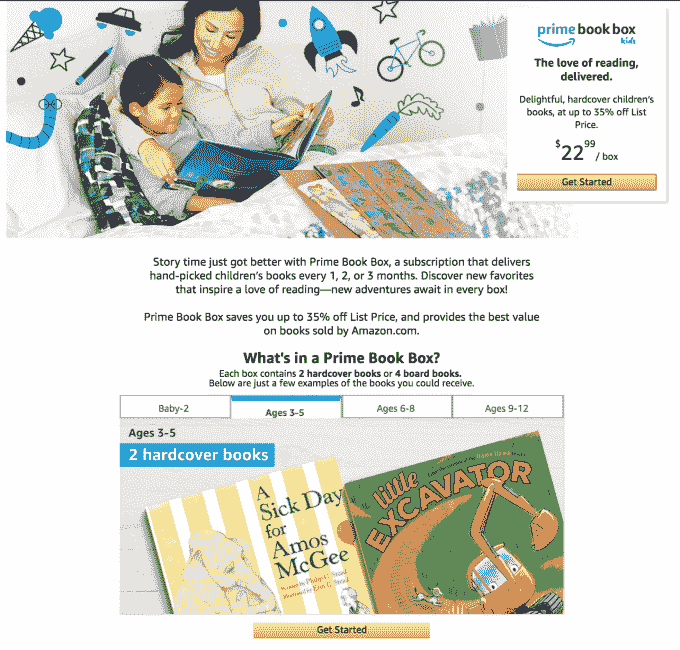 prime book box
kids
The love of reading,
delivered.
Delightful, hardcover children's
books, at up to 35% off List
Price.
$22 99 / box
Get Started
Story time just got better with Prime Book Box, a subscription that delivers
hand-picked children's books every 1, 2, or 3 months. Discover new favorites
that inspire a love of reading—new adventures await in every box!
Prime Book Box saves you up to 35% off List Price, and provides the best value
on books sold by Amazon.com.
What's in a Prime Book Box?
Each box contains 2 hardcover books or 4 board books.
Below are just a few examples of the books you could receive.
Baby-2
Ages 3-5
Ages 6-8
Ages 9-12
Ages 3-5
2 hardcover books
A
Sick Day
for
Amos
McGee
Written by Philip C. Stead
Illustrated by Erin E. Stead
llama llama
little
EXCAVATOR
Get Started